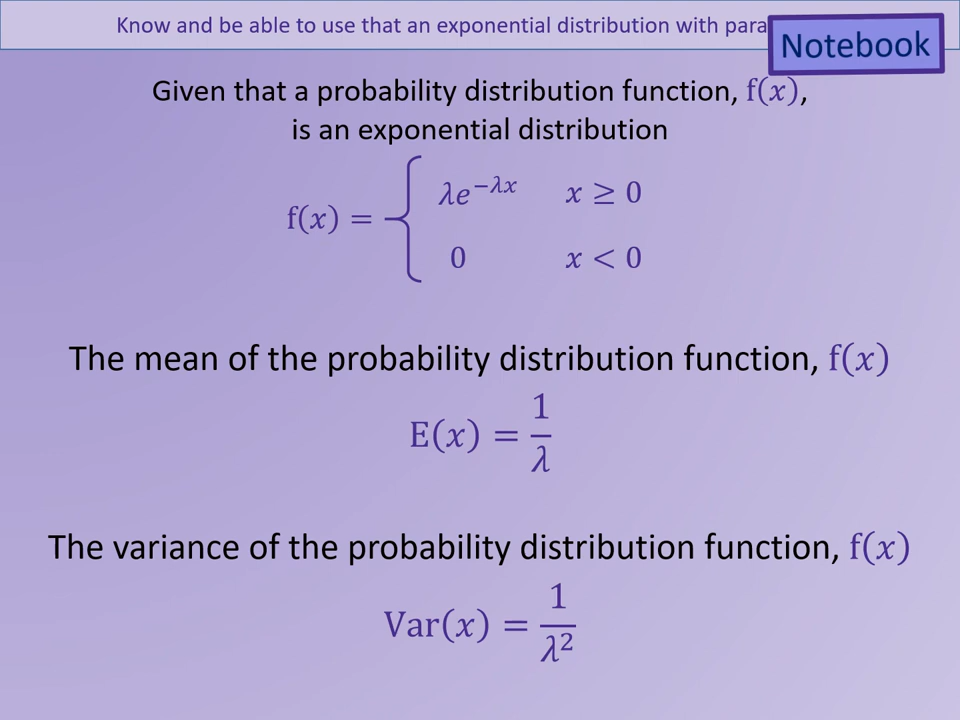 Know and be able to use that an exponential distribution with para
Notebook
Given that a probability distribution function, f(x),
is an exponential distribution
f(x) = { λe^{−λx} x ≥ 0
0 x < 0
The mean of the probability distribution function, f(x)
E(x) = 1/λ
The variance of the probability distribution function, f(x)
Var(x) = 1/λ²